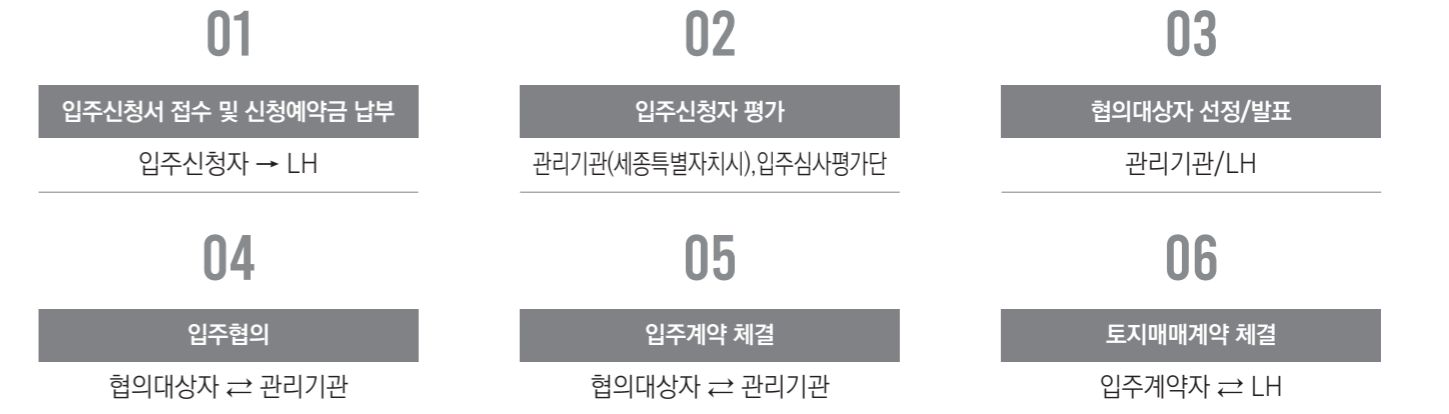 01
입주신청서 접수 및 신청예약금 납부
입주신청자 → LH
02
입주신청자 평가
관리기관(세종특별자치시),입주심사평가단
03
협의대상자 선정/발표
관리기관/LH
04
입주협의
협의대상자 ⇄ 관리기관
05
입주계약 체결
협의대상자 ⇄ 관리기관
06
토지매매계약 체결
입주계약자 ⇄ LH